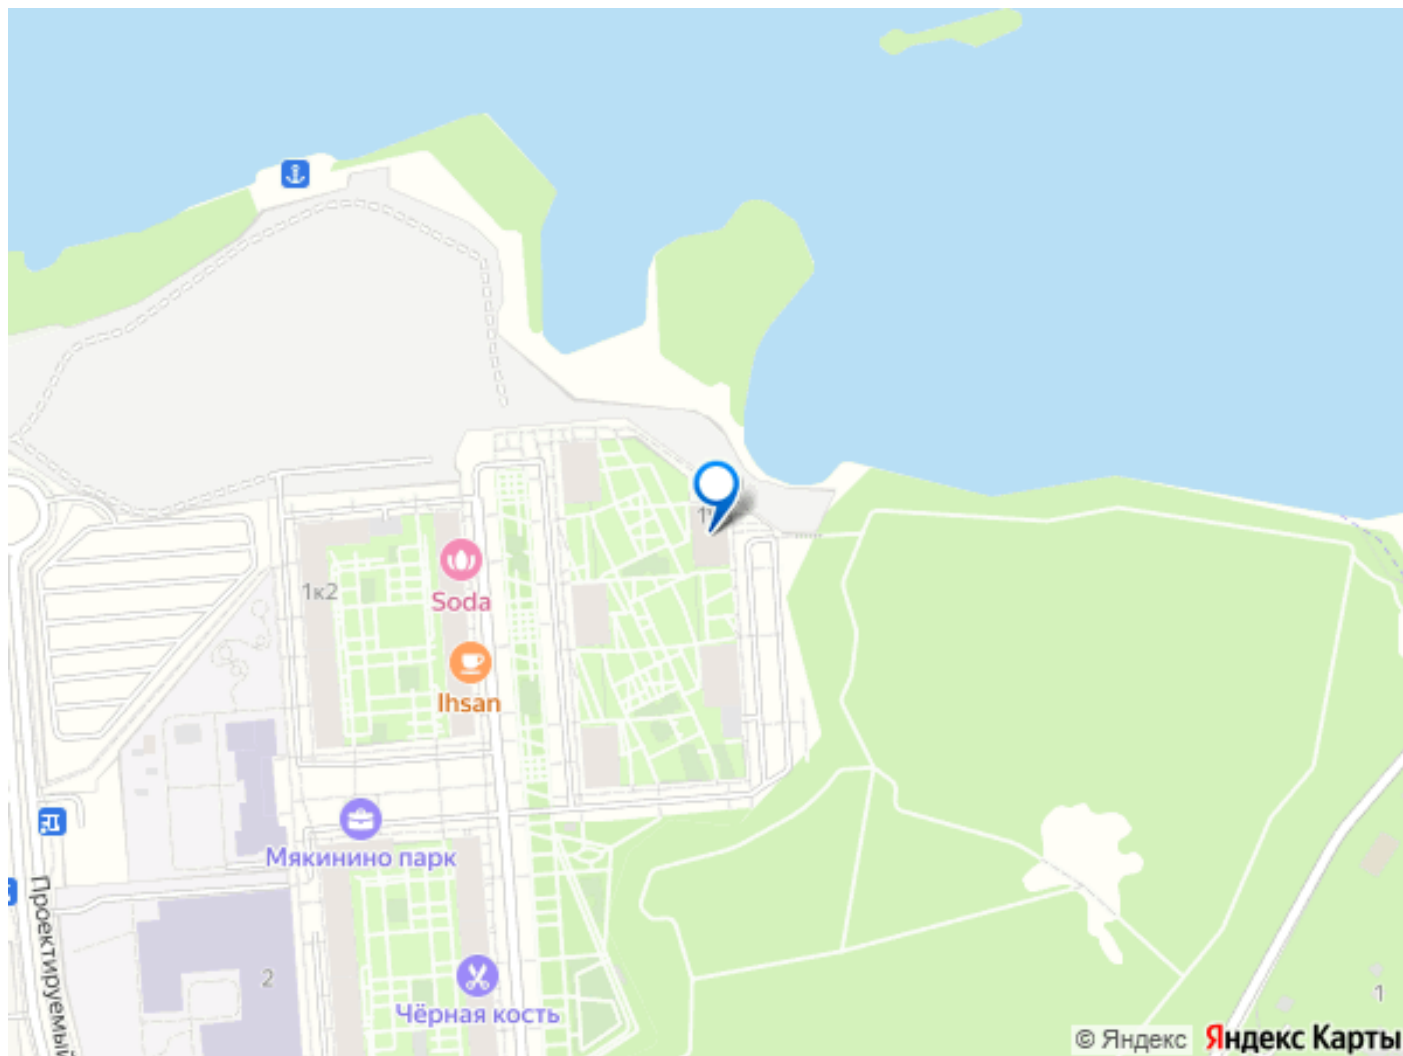 1к2
Soda
Ihsan
Мякинино парк
Проектируемый
2
Чёрная кость
1
© Яндекс Яндекс Карты